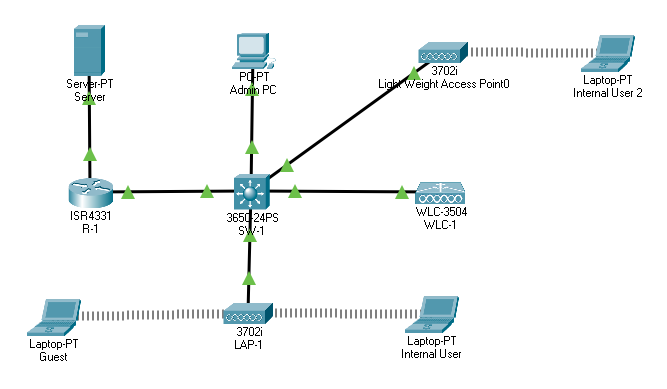 Server-PT
Server
PC-PT
Admin PC
3702i
Light Weight Access Point0
Laptop-PT
Internal User 2
ISR4331
R-1
3650-24PS
SW-1
WLC-3504
WLC-1
Laptop-PT
Guest
3702i
LAP-1
Laptop-PT
Internal User